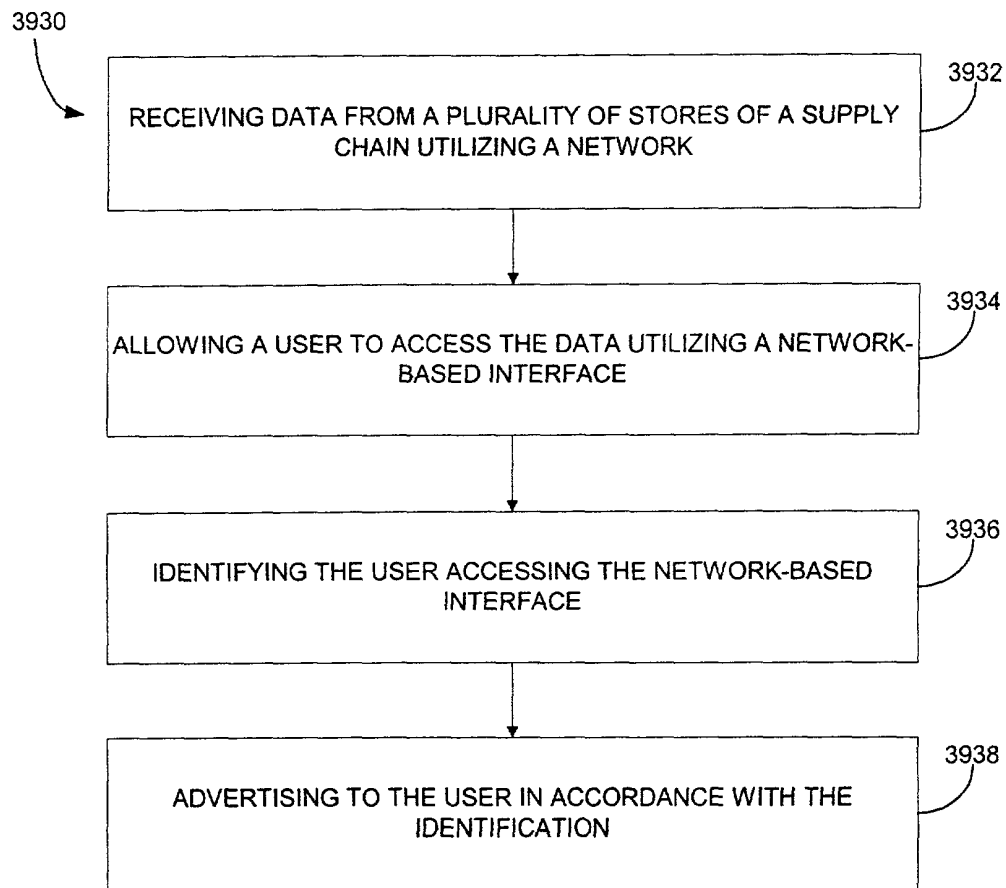 3930
3932
RECEIVING DATA FROM A PLURALITY OF STORES OF A SUPPLY
CHAIN UTILIZING A NETWORK
3934
ALLOWING A USER TO ACCESS THE DATA UTILIZING A NETWORK-
BASED INTERFACE
3936
IDENTIFYING THE USER ACCESSING THE NETWORK-BASED
INTERFACE
3938
ADVERTISING TO THE USER IN ACCORDANCE WITH THE
IDENTIFICATION